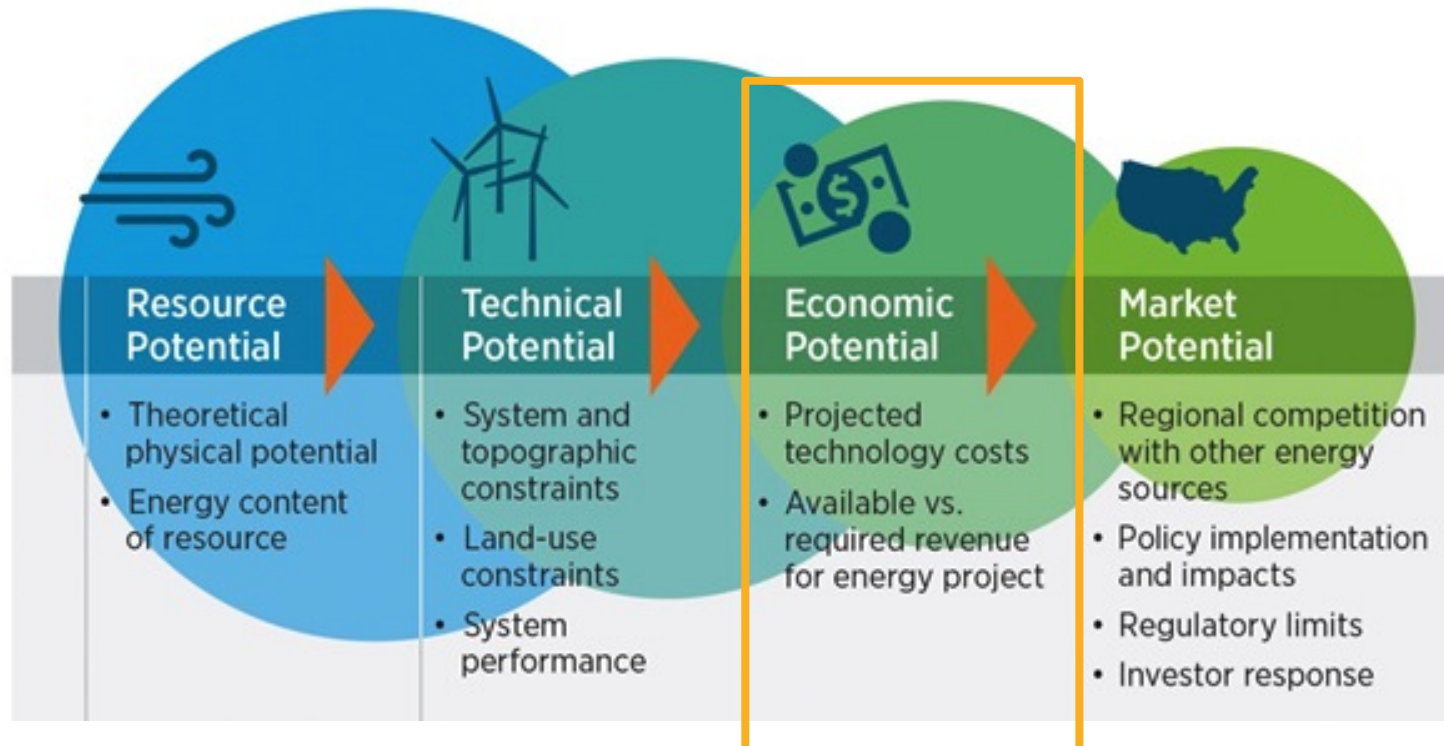 Resource
Potential
• Theoretical
physical potential
• Energy content
of resource
Technical
Potential
• System and
topographic
constraints
• Land-use
constraints
• System
performance
$
Economic
Potential
• Projected
technology costs
• Available vs.
required revenue
for energy project
Market
Potential
• Regional competition
with other energy
sources
• Policy implementation
and impacts
• Regulatory limits
• Investor response